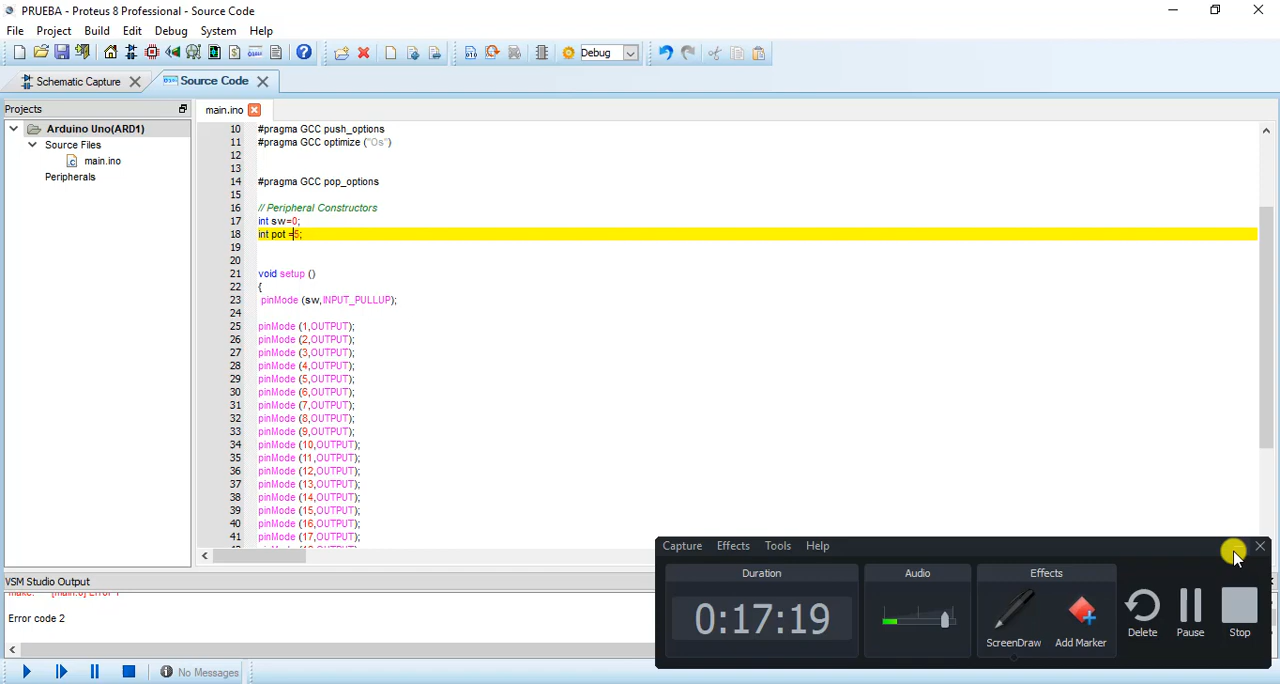 PRUEBA - Proteus 8 Professional - Source Code
File Project Build Edit Debug System Help
Debug
Schematic Capture
Source Code
Projects
main.ino
Arduino Uno(ARD1)
Source Files
main.ino
Peripherals
10 #pragma GCC push_options
11 #pragma GCC optimize ("Os")
12
13
14 #pragma GCC pop_options
15
16 // Peripheral Constructors
17 int sw=0;
18 int pot =5;
19
20
21 void setup ()
22 {
23 pinMode (sw,INPUT_PULLUP);
24
25 pinMode (1,OUTPUT);
26 pinMode (2,OUTPUT);
27 pinMode (3,OUTPUT);
28 pinMode (4,OUTPUT);
29 pinMode (5,OUTPUT);
30 pinMode (6,OUTPUT);
31 pinMode (7,OUTPUT);
32 pinMode (8,OUTPUT);
33 pinMode (9,OUTPUT);
34 pinMode (10,OUTPUT);
35 pinMode (11,OUTPUT);
36 pinMode (12,OUTPUT);
37 pinMode (13,OUTPUT);
38 pinMode (14,OUTPUT);
39 pinMode (15,OUTPUT);
40 pinMode (16,OUTPUT);
41 pinMode (17,OUTPUT);
VSM Studio Output
Error code 2
No Messages
Capture Effects Tools Help
Duration
0:17:19
Audio
Effects
ScreenDraw
Add Marker
Delete
Pause
Stop